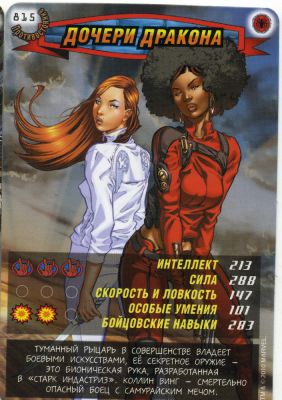 815
Противостояние
ДОЧЕРИ ДРАКОНА
ИНТЕЛЛЕКТ 213
СИЛА 288
СКОРОСТЬ И ЛОВКОСТЬ 147
ОСОБЫЕ УМЕНИЯ 101
БОЙЦОВСКИЕ НАВЫКИ 283
ТУМАННЫЙ РЫЦАРЬ В СОВЕРШЕНСТВЕ ВЛАДЕЕТ
БОЕВЫМИ ИСКУССТВАМИ. ЕЁ СЕКРЕТНОЕ ОРУЖИЕ –
ЭТО БИОНИЧЕСКАЯ РУКА, РАЗРАБОТАННАЯ
В «СТАРК ИНДАСТРИЗ». КОЛЛИН ВИНГ – СМЕРТЕЛЬНО
ОПАСНЫЙ БОЕЦ С САМУРАЙСКИМ МЕЧОМ.